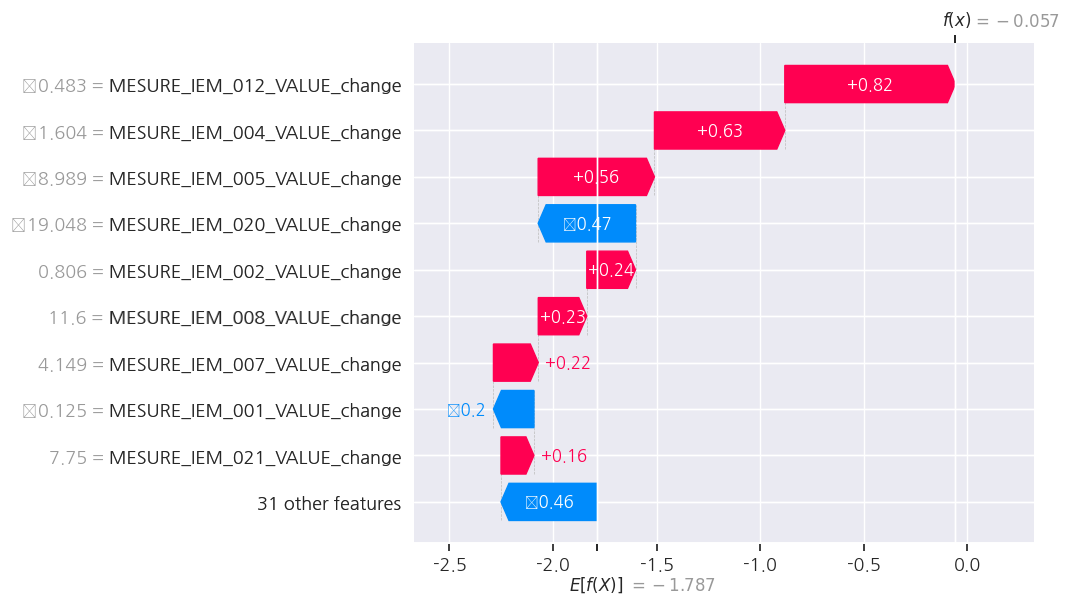 f(x) = −0.057
0.483 = MESURE_IEM_012_VALUE_change
+0.82
1.604 = MESURE_IEM_004_VALUE_change
+0.63
8.989 = MESURE_IEM_005_VALUE_change
+0.56
19.048 = MESURE_IEM_020_VALUE_change
0.47
0.806 = MESURE_IEM_002_VALUE_change
+0.24
11.6 = MESURE_IEM_008_VALUE_change
+0.23
4.149 = MESURE_IEM_007_VALUE_change
+0.22
0.125 = MESURE_IEM_001_VALUE_change
0.2
7.75 = MESURE_IEM_021_VALUE_change
+0.16
31 other features
0.46
-2.5 -2.0 -1.5 -1.0 -0.5 0.0
E[f(X)] = −1.787